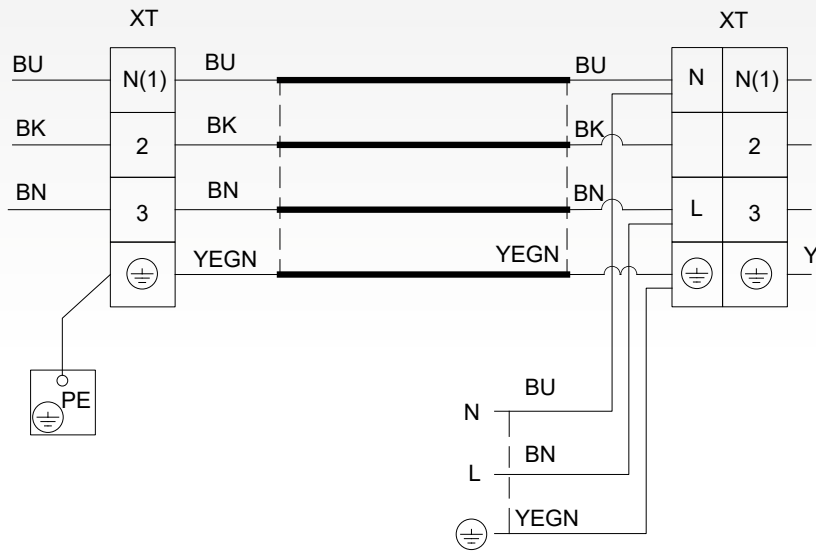 XT XT
BU N(1) BU BU N N(1)
BK 2 BK BK 2
BN 3 BN BN L 3
YEGN YEGN Y
PE
N BU
L BN
YEGN